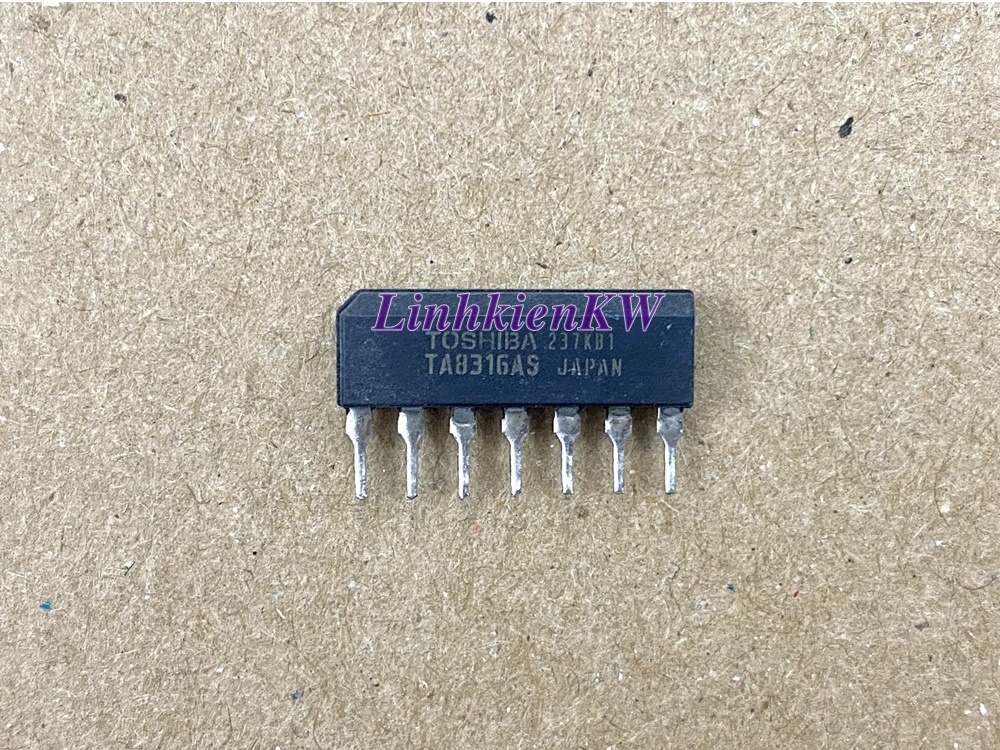 LinhkienKW
TOSHIBA 237KB1
TA8316AS JAPAN